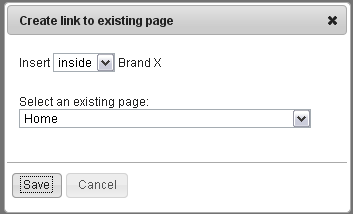 Create link to existing page
Insert inside Brand X
Select an existing page:
Home
Save Cancel